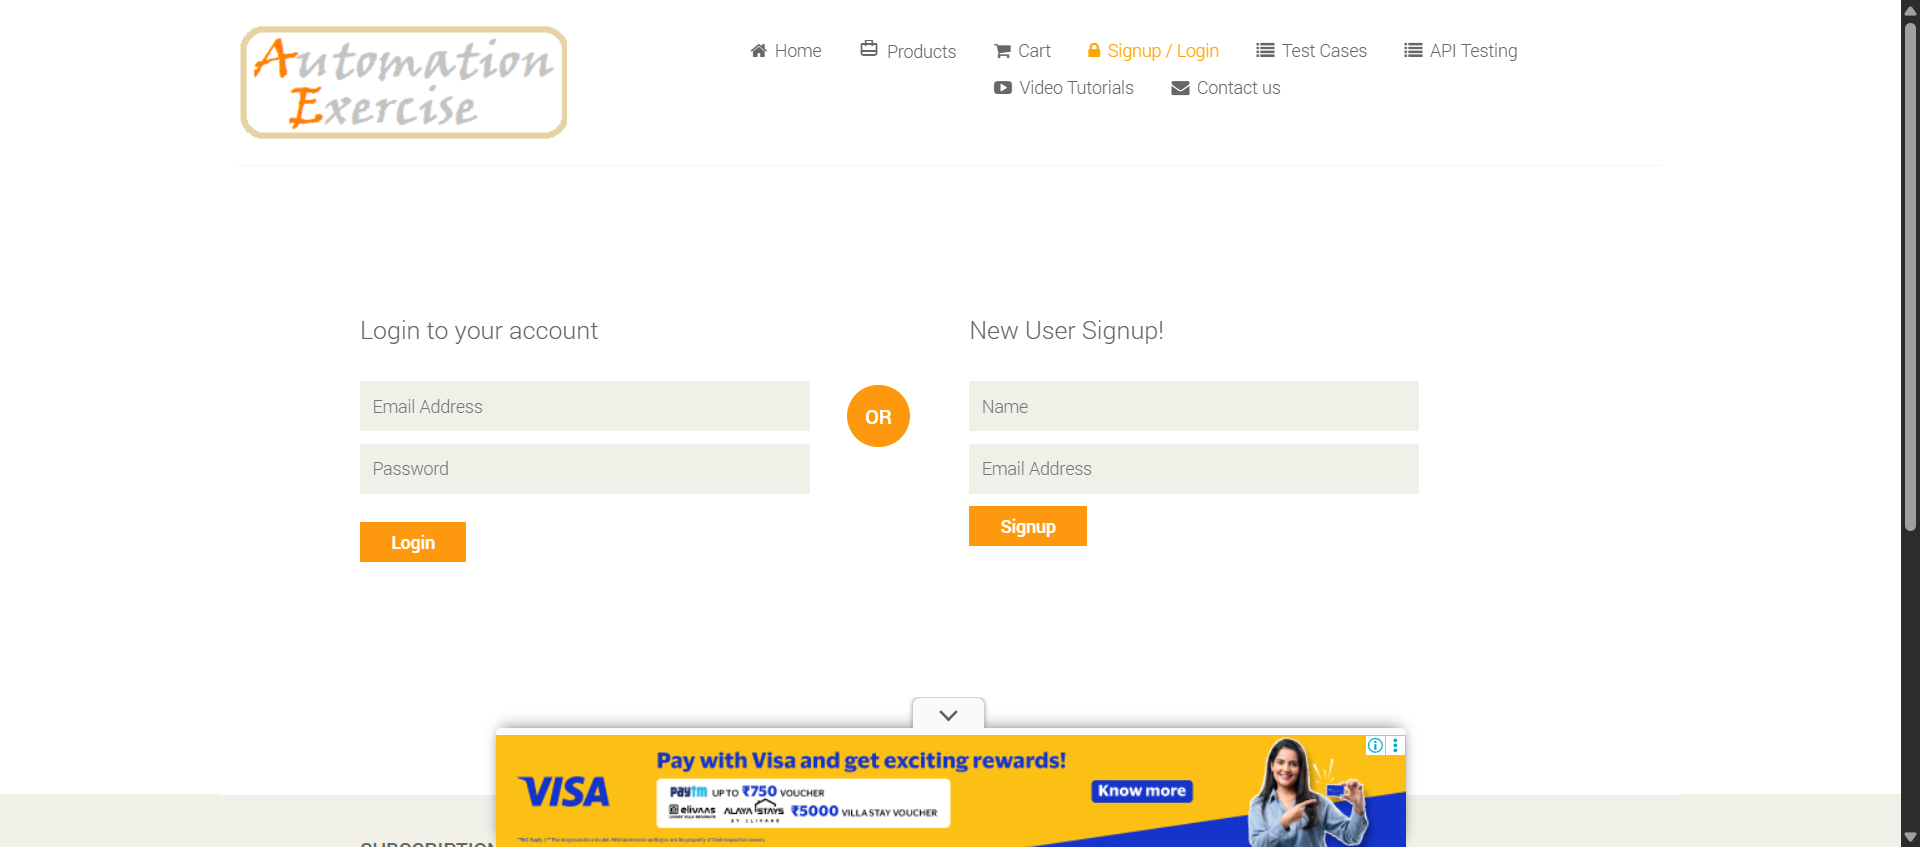 Automation
Exercise
Home
Products
Cart
Signup / Login
Test Cases
API Testing
Video Tutorials
Contact us
Login to your account
New User Signup!
Email Address
Password
Login
OR
Name
Email Address
Signup
Pay with Visa and get exciting rewards!
VISA
paytm UP TO ₹750 VOUCHER
elivaas ALAYA STAYS ₹5000 VILLA STAY VOUCHER
BY ELIVAAS
Know more
SUBSCRIPTION